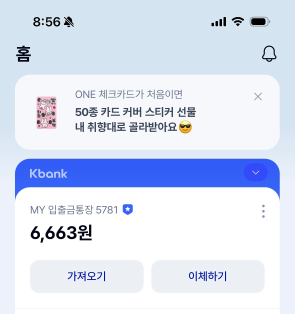 8:56
홈
ONE 체크카드가 처음이면
50종 카드 커버 스티커 선물
내 취향대로 골라받아요😎
Kbank
MY 입출금통장 5781
6,663원
가져오기
이체하기